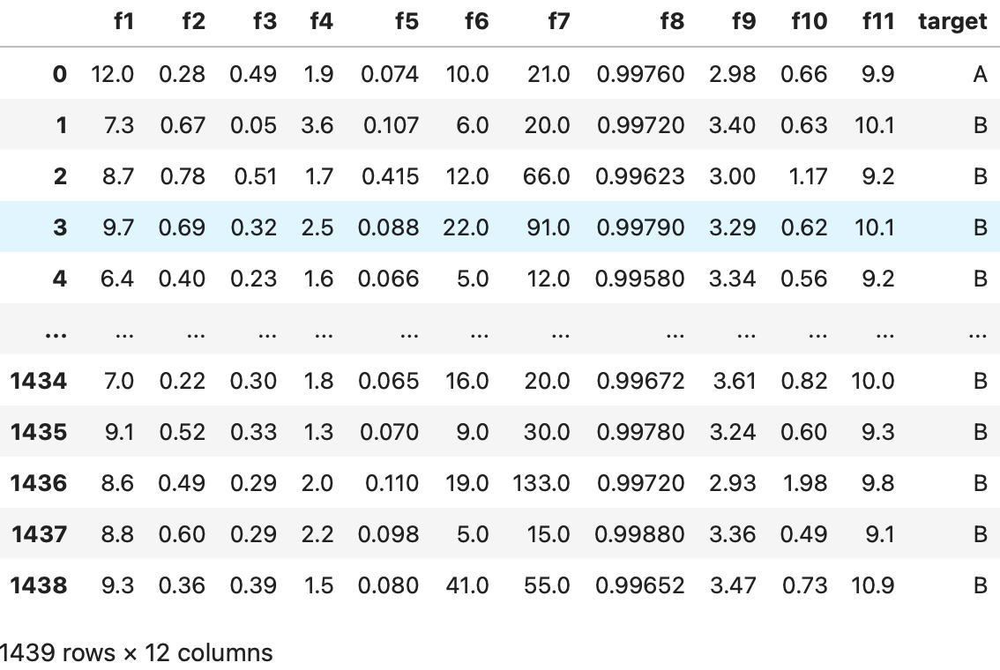 f1 f2 f3 f4 f5 f6 f7 f8 f9 f10 f11 target
0 12.0 0.28 0.49 1.9 0.074 10.0 21.0 0.99760 2.98 0.66 9.9 A
1 7.3 0.67 0.05 3.6 0.107 6.0 20.0 0.99720 3.40 0.63 10.1 B
2 8.7 0.78 0.51 1.7 0.415 12.0 66.0 0.99623 3.00 1.17 9.2 B
3 9.7 0.69 0.32 2.5 0.088 22.0 91.0 0.99790 3.29 0.62 10.1 B
4 6.4 0.40 0.23 1.6 0.066 5.0 12.0 0.99580 3.34 0.56 9.2 B
... ... ... ... ... ... ... ... ... ... ... ... ...
1434 7.0 0.22 0.30 1.8 0.065 16.0 20.0 0.99672 3.61 0.82 10.0 B
1435 9.1 0.52 0.33 1.3 0.070 9.0 30.0 0.99780 3.24 0.60 9.3 B
1436 8.6 0.49 0.29 2.0 0.110 19.0 133.0 0.99720 2.93 1.98 9.8 B
1437 8.8 0.60 0.29 2.2 0.098 5.0 15.0 0.99880 3.36 0.49 9.1 B
1438 9.3 0.36 0.39 1.5 0.080 41.0 55.0 0.99652 3.47 0.73 10.9 B
1439 rows × 12 columns